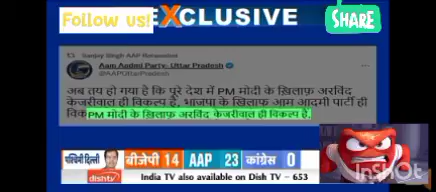 Follow us!
EXCLUSIVE
SHARE
Sanjay Singh AAP Retweeted
Aam Aadmi Party- Uttar Pradesh
@AAPUttarPradesh
अब तय हो गया है कि पूरे देश में PM मोदी के ख़िलाफ़ अरविंद
केजरीवाल ही विकल्प है, भाजपा के खिलाफ आम आदमी पार्टी ही
विक PM मोदी के ख़िलाफ़ अरविंद केजरीवाल ही विकल्प है.
पश्चिमी दिल्ली
बीजेपी 14 AAP 23 कांग्रेस 0
dishtv India TV also available on Dish TV - 653
InShot